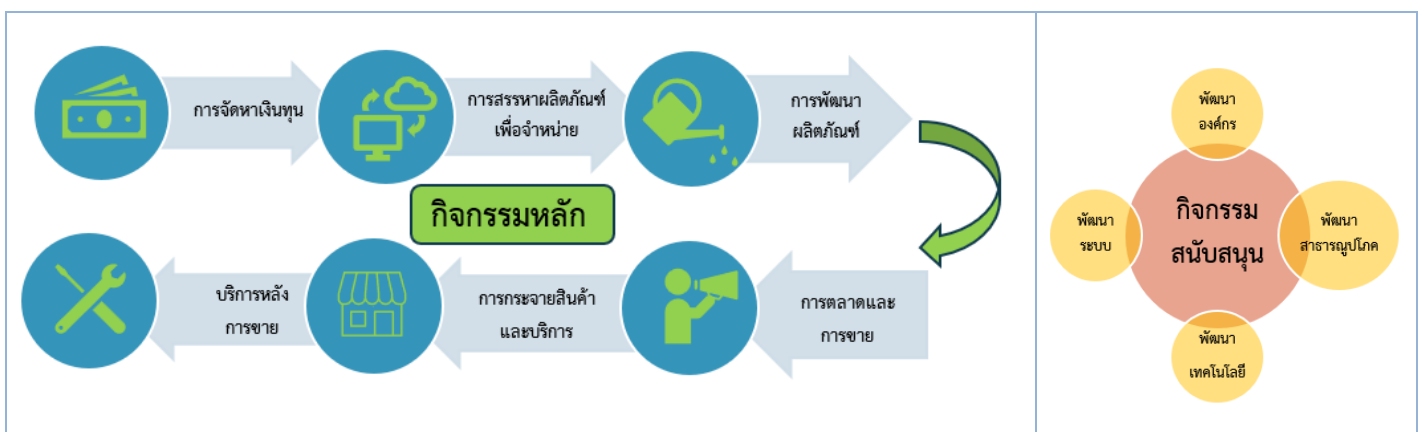 การจัดหาเงินทุน
การสรรหาผลิตภัณฑ์
เพื่อจำหน่าย
การพัฒนา
ผลิตภัณฑ์
กิจกรรมหลัก
การตลาดและ
การขาย
การกระจายสินค้า
และบริการ
บริการหลัง
การขาย
พัฒนา
องค์กร
พัฒนา
ระบบ
กิจกรรม
สนับสนุน
พัฒนา
สาธารณูปโภค
พัฒนา
เทคโนโลยี